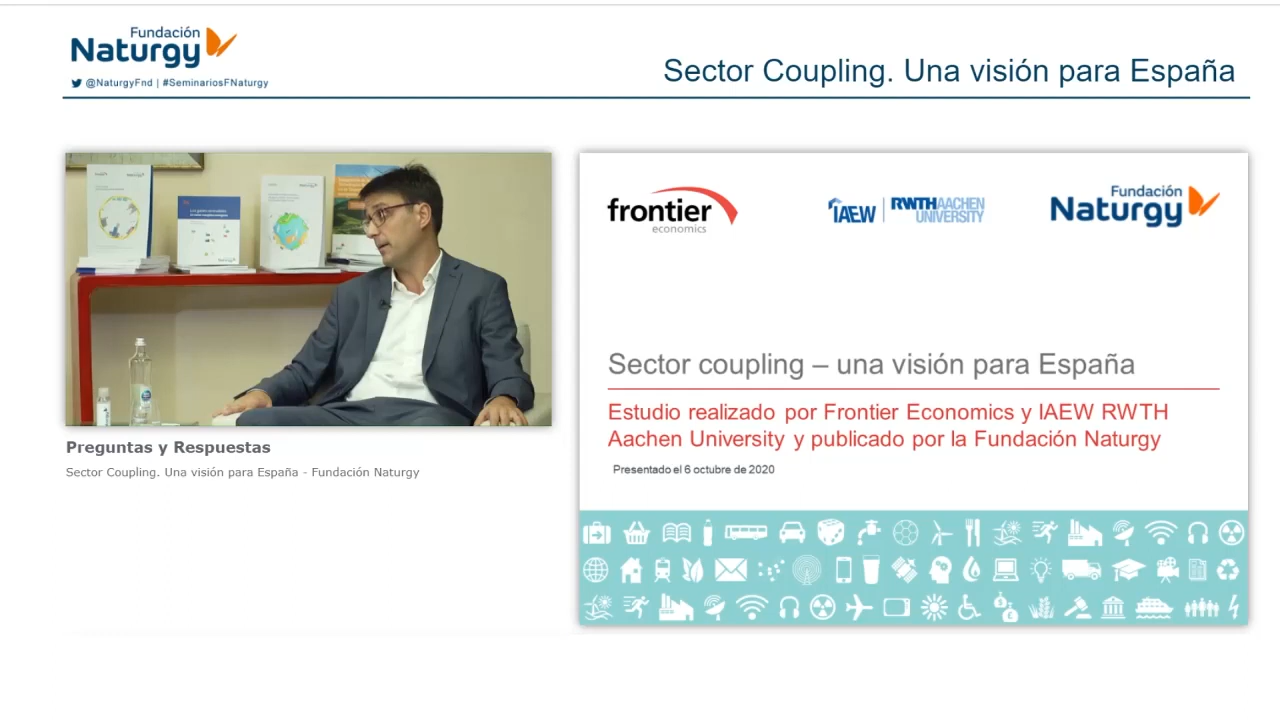 Fundación
Naturgy
@NaturgyFnd | #SeminariosFNaturgy
Sector Coupling. Una visión para España
Naturgy
Preguntas y Respuestas
Sector Coupling. Una visión para España - Fundación Naturgy
frontier
economics
IAEW
RWTHAACHEN
UNIVERSITY
Fundación
Naturgy
Sector coupling – una visión para España
Estudio realizado por Frontier Economics y IAEW RWTH
Aachen University y publicado por la Fundación Naturgy
Presentado el 6 octubre de 2020